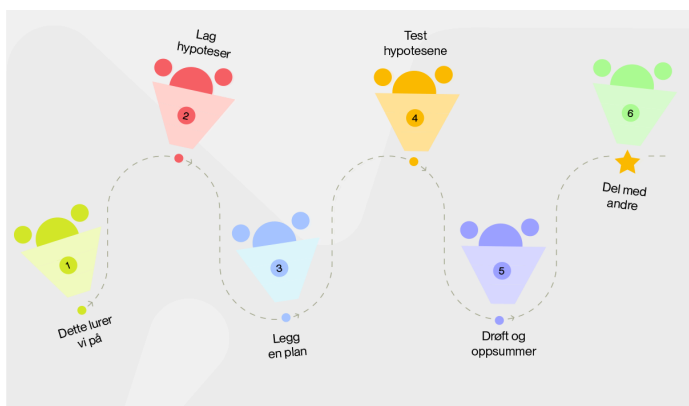 1
Dette lurer
vi på
2
Lag
hypoteser
3
Legg
en plan
4
Test
hypotesene
5
Drøft og
oppsummer
6
Del med
andre